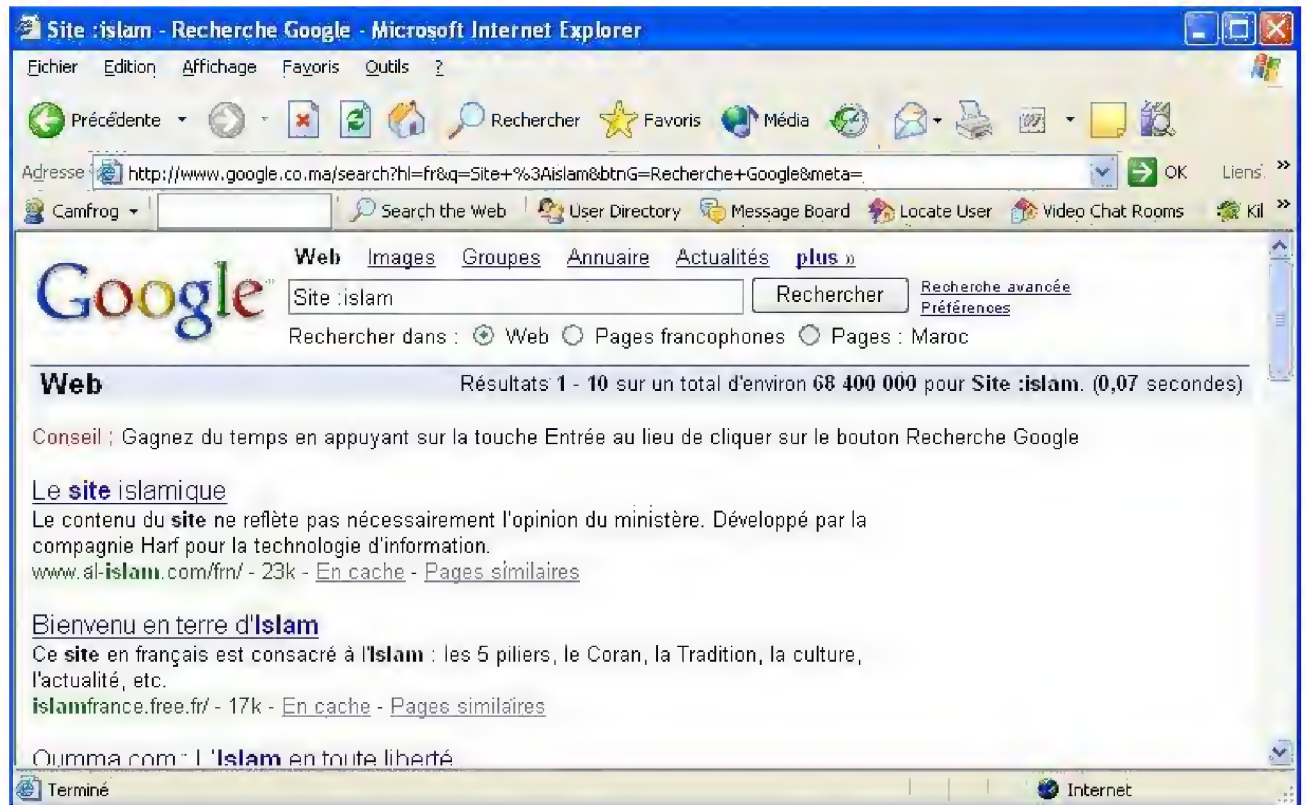 Site :islam - Recherche Google - Microsoft Internet Explorer
Fichier Edition Affichage Favoris Outils ?
Précédente Rechercher Favoris Média
Adresse http://www.google.co.ma/search?hl=fr&q=Site+%3Aislam&btnG=Recherche+Google&meta= OK Liens »
Camfrog Search the Web User Directory Message Board Locate User Video Chat Rooms Kil »
Web Images Groupes Annuaire Actualités plus »
Google™
Site :islam Rechercher Recherche avancée
Préférences
Rechercher dans : Web Pages francophones Pages : Maroc
Web Résultats 1 - 10 sur un total d'environ 68 400 000 pour Site :islam. (0,07 secondes)
Conseil : Gagnez du temps en appuyant sur la touche Entrée au lieu de cliquer sur le bouton Recherche Google
Le site islamique
Le contenu du site ne reflète pas nécessairement l'opinion du ministère. Développé par la
compagnie Harf pour la technologie d'information.
www.al-islam.com/frn/ - 23k - En cache - Pages similaires
Bienvenu en terre d'Islam
Ce site en français est consacré à l'Islam : les 5 piliers, le Coran, la Tradition, la culture,
l'actualité, etc.
islamfrance.free.fr/ - 17k - En cache - Pages similaires
Oumma.com : L'Islam en toute liberté
Terminé Internet